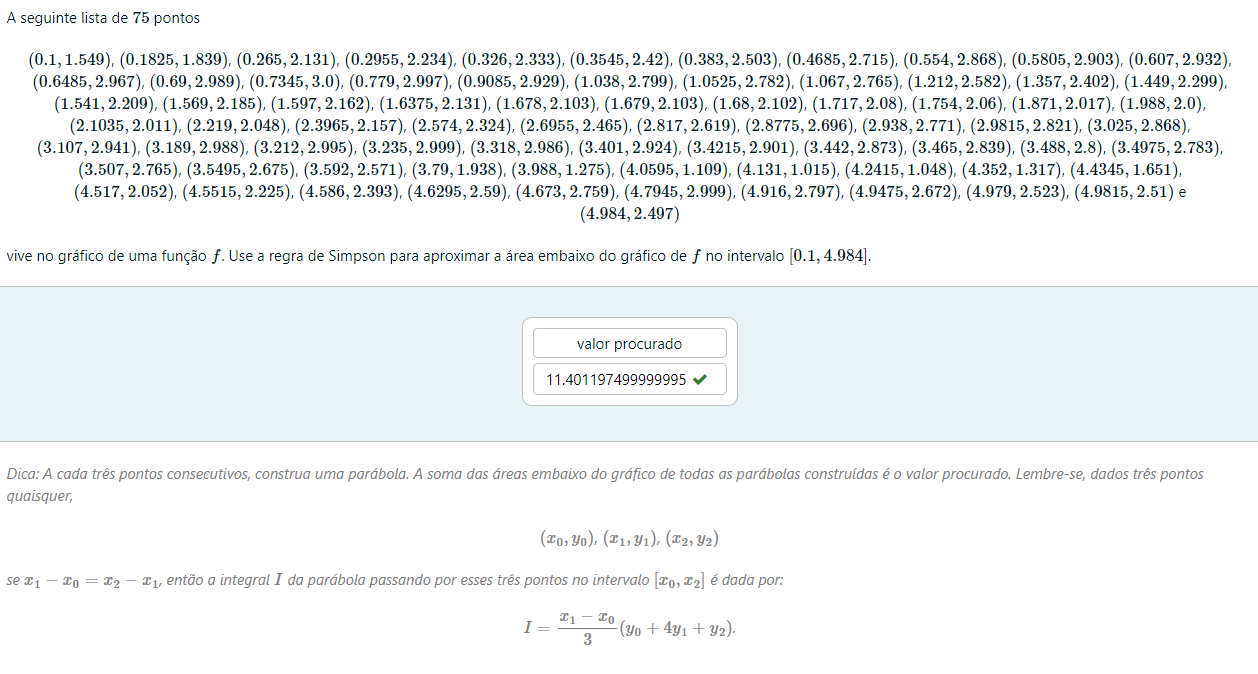 A seguinte lista de 75 pontos
(0.1, 1.549), (0.1825, 1.839), (0.265, 2.131), (0.2955, 2.234), (0.326, 2.333), (0.3545, 2.42), (0.383, 2.503), (0.4685, 2.715), (0.554, 2.868), (0.5805, 2.903), (0.607, 2.932),
(0.6485, 2.967), (0.69, 2.989), (0.7345, 3.0), (0.779, 2.997), (0.9085, 2.929), (1.038, 2.799), (1.0525, 2.782), (1.067, 2.765), (1.212, 2.582), (1.357, 2.402), (1.449, 2.299),
(1.541, 2.209), (1.569, 2.185), (1.597, 2.162), (1.6375, 2.131), (1.678, 2.103), (1.679, 2.103), (1.68, 2.102), (1.717, 2.08), (1.754, 2.06), (1.871, 2.017), (1.988, 2.0),
(2.1035, 2.011), (2.219, 2.048), (2.3965, 2.157), (2.574, 2.324), (2.6955, 2.465), (2.817, 2.619), (2.8775, 2.696), (2.938, 2.771), (2.9815, 2.821), (3.025, 2.868),
(3.107, 2.941), (3.189, 2.988), (3.212, 2.995), (3.235, 2.999), (3.318, 2.986), (3.401, 2.924), (3.4215, 2.901), (3.442, 2.873), (3.465, 2.839), (3.488, 2.8), (3.4975, 2.783),
(3.507, 2.765), (3.5495, 2.675), (3.592, 2.571), (3.79, 1.938), (3.988, 1.275), (4.0595, 1.109), (4.131, 1.015), (4.2415, 1.048), (4.352, 1.317), (4.4345, 1.651),
(4.517, 2.052), (4.5515, 2.225), (4.586, 2.393), (4.6295, 2.59), (4.673, 2.759), (4.7945, 2.999), (4.916, 2.797), (4.9475, 2.672), (4.979, 2.523), (4.9815, 2.51) e
(4.984, 2.497)
vive no gráfico de uma função f. Use a regra de Simpson para aproximar a área embaixo do gráfico de f no intervalo [0.1, 4.984].
valor procurado
11.401197499999995 ✔
Dica: A cada três pontos consecutivos, construa uma parábola. A soma das áreas embaixo do gráfico de todas as parábolas construídas é o valor procurado. Lembre-se, dados três pontos
quaisquer,
(x₀, y₀), (x₁, y₁), (x₂, y₂)
se x₁ − x₀ = x₂ − x₁, então a integral I da parábola passando por esses três pontos no intervalo [x₀, x₂] é dada por:
I = (x₁ − x₀)/3 (y₀ + 4y₁ + y₂).